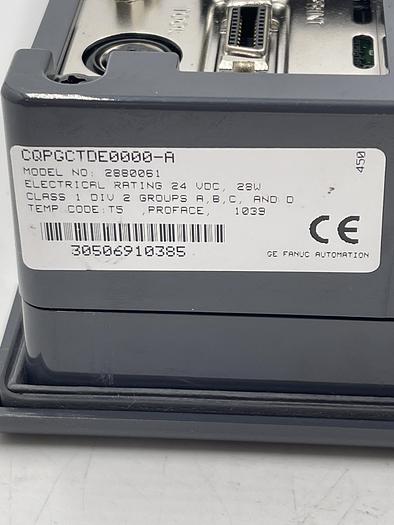 CQPGCTDE0000-A
MODEL NO: 2880061
ELECTRICAL RATING 24 VDC, 28W
CLASS 1 DIV 2 GROUPS A,B,C, AND D
TEMP CODE:T5 ,PROFACE, 1039
450
30506910385
CE
GE FANUC AUTOMATION